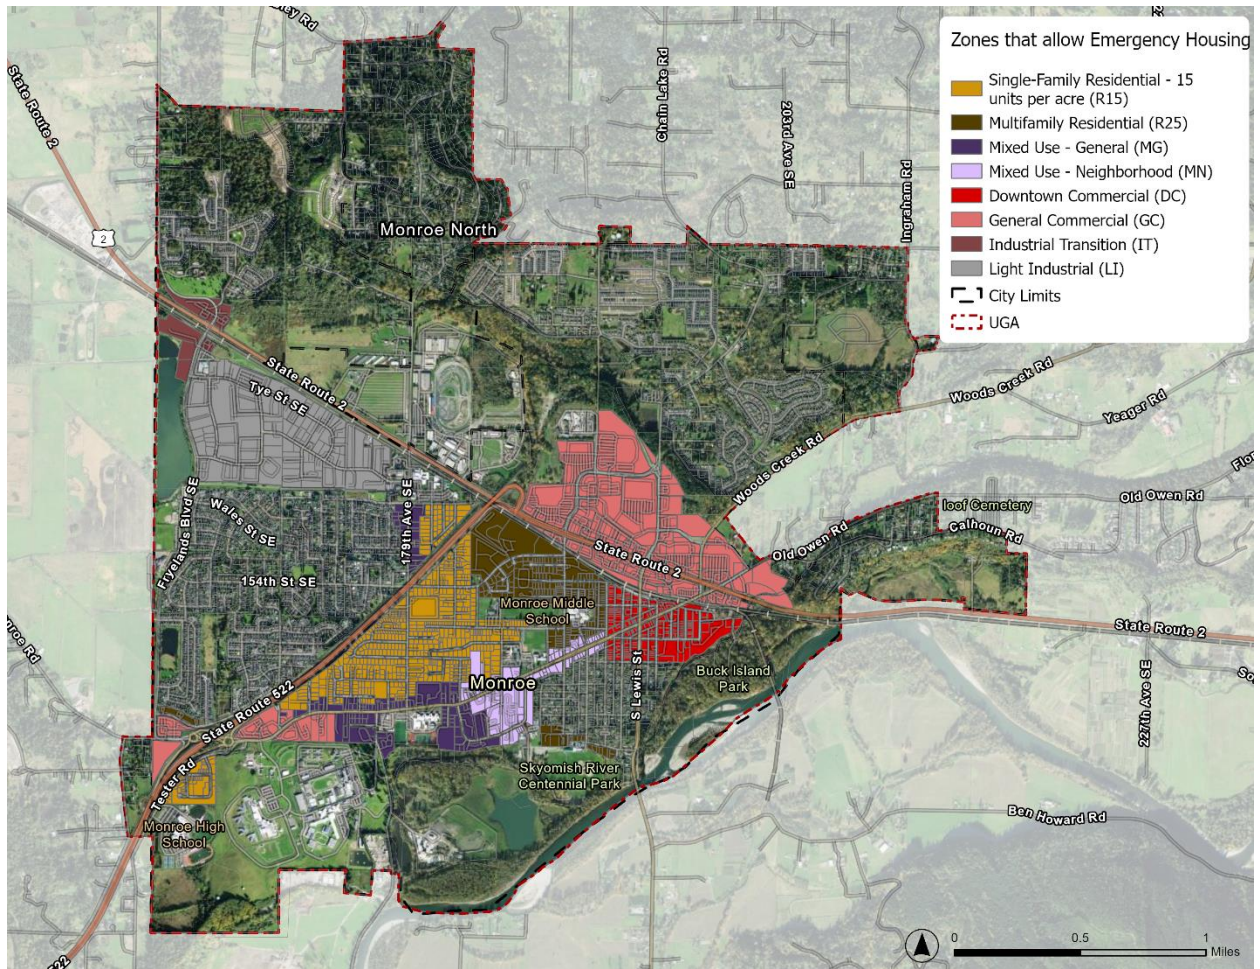 Zones that allow Emergency Housing
Single-Family Residential - 15
units per acre (R15)
Multifamily Residential (R25)
Mixed Use - General (MG)
Mixed Use - Neighborhood (MN)
Downtown Commercial (DC)
General Commercial (GC)
Industrial Transition (IT)
Light Industrial (LI)
City Limits
UGA
State Route 2
2
Chain Lake Rd
203rd Ave SE
Ingraham Rd
Monroe North
State Route 2
Tye St SE
Woods Creek Rd
Yeager Rd
Woods Creek Rd
Old Owen Rd
loof Cemetery
Calhoun Rd
Old Owen Rd
Fryelands Blvd SE
Wales St SE
179th Ave SE
154th St SE
State Route 2
Monroe Middle
School
State Route 2
227th Ave SE
Monroe
S Lewis St
Buck Island
Park
State Route 522
Tester Rd
Skyomish River
Centennial Park
Monroe High
School
Ben Howard Rd
522
0
0.5
1
Miles